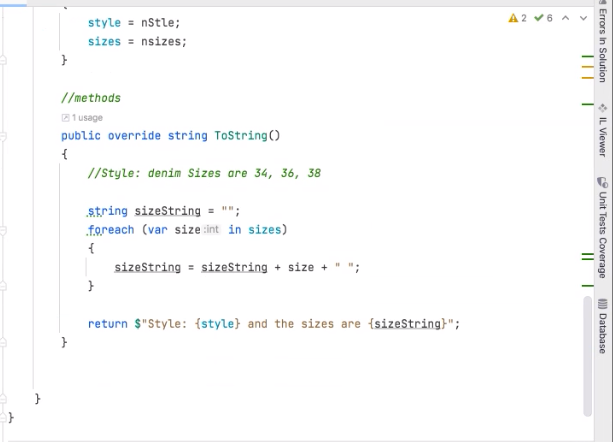 style = nStle;
sizes = nsizes;
}
//methods
1 usage
public override string ToString()
{
//Style: denim Sizes are 34, 36, 38
string sizeString = "";
foreach (var size :int in sizes)
{
sizeString = sizeString + size + " ";
}
return $"Style: {style} and the sizes are {sizeString}";
}
}
}
2 6
Errors In Solution
IL Viewer
Unit Tests Coverage
Database